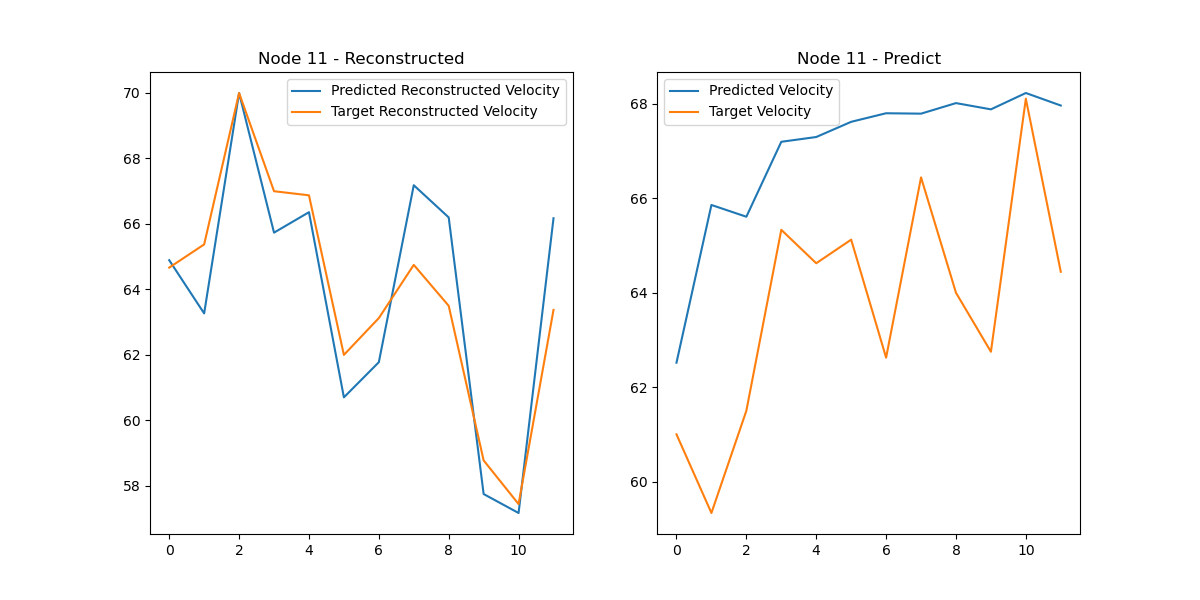 Node 11 - Reconstructed
Predicted Reconstructed Velocity
Target Reconstructed Velocity
70
68
66
64
62
60
58
0 2 4 6 8 10
Node 11 - Predict
Predicted Velocity
Target Velocity
68
66
64
62
60
0 2 4 6 8 10